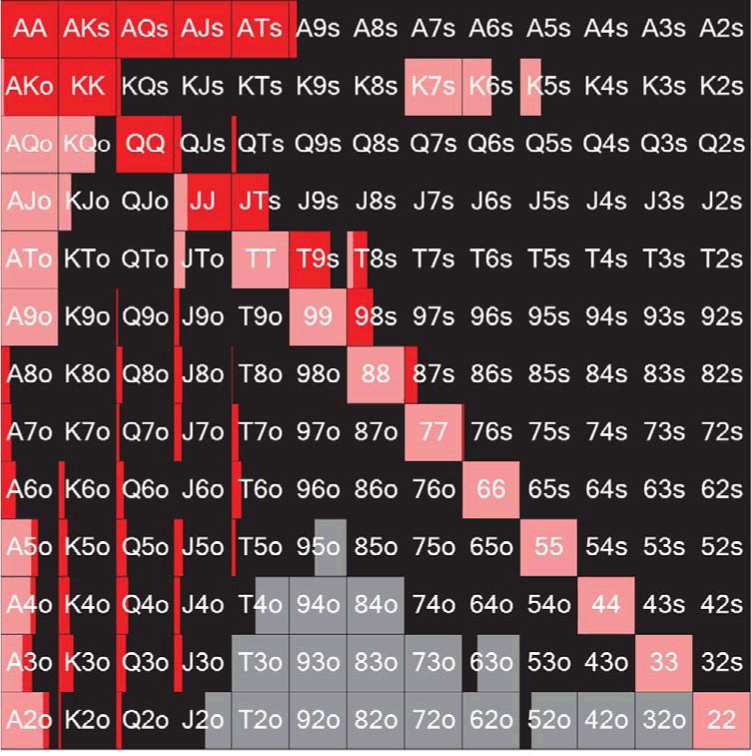 AA AKs AQs AJs ATs A9s A8s A7s A6s A5s A4s A3s A2s
AKo KK KQs KJs KTs K9s K8s K7s K6s K5s K4s K3s K2s
AQo KQo QQ QJs QTs Q9s Q8s Q7s Q6s Q5s Q4s Q3s Q2s
AJo KJo QJo JJ JTs J9s J8s J7s J6s J5s J4s J3s J2s
ATo KTo QTo JTo TT T9s T8s T7s T6s T5s T4s T3s T2s
A9o K9o Q9o J9o T9o 99 98s 97s 96s 95s 94s 93s 92s
A8o K8o Q8o J8o T8o 98o 88 87s 86s 85s 84s 83s 82s
A7o K7o Q7o J7o T7o 97o 87o 77 76s 75s 74s 73s 72s
A6o K6o Q6o J6o T6o 96o 86o 76o 66 65s 64s 63s 62s
A5o K5o Q5o J5o T5o 95o 85o 75o 65o 55 54s 53s 52s
A4o K4o Q4o J4o T4o 94o 84o 74o 64o 54o 44 43s 42s
A3o K3o Q3o J3o T3o 93o 83o 73o 63o 53o 43o 33 32s
A2o K2o Q2o J2o T2o 92o 82o 72o 62o 52o 42o 32o 22